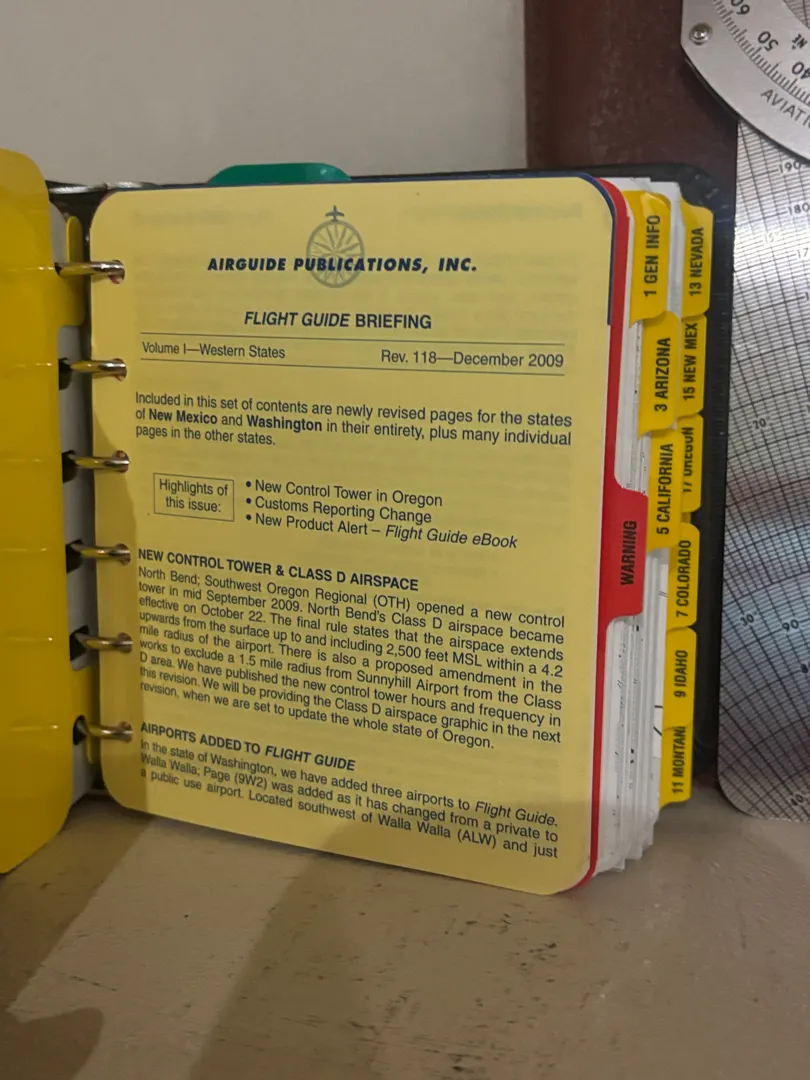 AIRGUIDE PUBLICATIONS, INC.
FLIGHT GUIDE BRIEFING
Volume I—Western States Rev. 118—December 2009
Included in this set of contents are newly revised pages for the states
of New Mexico and Washington in their entirety, plus many individual
pages in the other states.
Highlights of
this issue:
• New Control Tower in Oregon
• Customs Reporting Change
• New Product Alert – Flight Guide eBook
NEW CONTROL TOWER & CLASS D AIRSPACE
North Bend; Southwest Oregon Regional (OTH) opened a new control
tower in mid September 2009. North Bend's Class D airspace became
effective on October 22. The final rule states that the airspace extends
upwards from the surface up to and including 2,500 feet MSL within a 4.2
mile radius of the airport. There is also a proposed amendment in the
works to exclude a 1.5 mile radius from Sunnyhill Airport from the Class
D area. We have published the new control tower hours and frequency in
this revision. We will be providing the Class D airspace graphic in the next
revision, when we are set to update the whole state of Oregon.
AIRPORTS ADDED TO FLIGHT GUIDE
In the state of Washington, we have added three airports to Flight Guide.
Walla Walla; Page (9W2) was added as it has changed from a private to
a public use airport. Located southwest of Walla Walla (ALW) and just
WARNING
1 GEN INFO
3 ARIZONA
5 CALIFORNIA
7 COLORADO
9 IDAHO
11 MONTAN
13 NEVADA
15 NEW MEX
17 OREGON
60
50
40
AVIATI
190
180
70
30
90